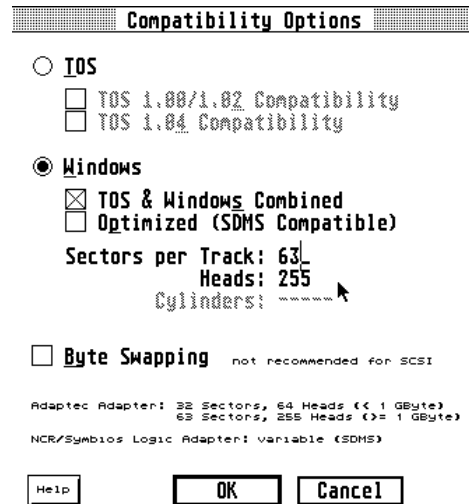 Compatibility Options
TOS
TOS 1.00/1.02 Compatibility
TOS 1.04 Compatibility
Windows
TOS & Windows Combined
Optimized (SDMS Compatible)
Sectors per Track: 63_
Heads: 255
Cylinders: -----
Byte Swapping not recommended for SCSI
Adaptec Adapter: 32 Sectors, 64 Heads (< 1 GByte)
63 Sectors, 255 Heads (>= 1 GByte)
NCR/Symbios Logic Adapter: variable (SDMS)
Help OK Cancel